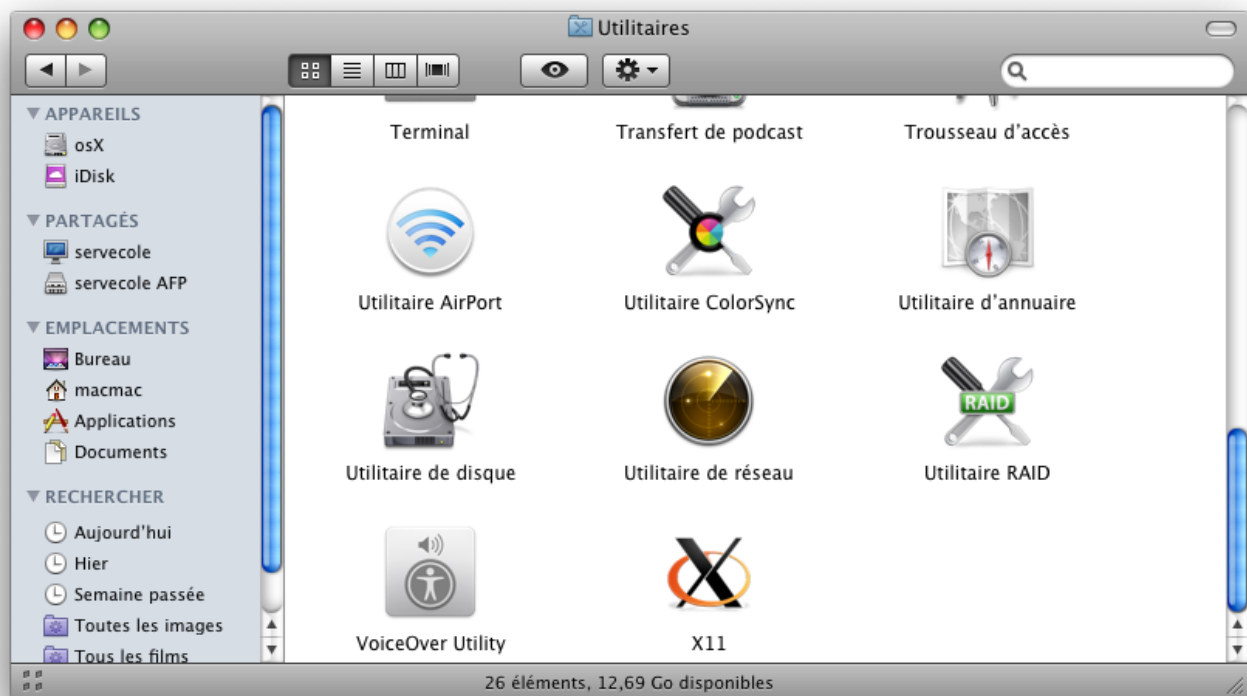 Utilitaires
APPAREILS
osX
iDisk
PARTAGÉS
servecole
servecole AFP
EMPLACEMENTS
Bureau
macmac
Applications
Documents
RECHERCHER
Aujourd'hui
Hier
Semaine passée
Toutes les images
Tous les films
Terminal
Transfert de podcast
Trousseau d'accès
Utilitaire AirPort
Utilitaire ColorSync
Utilitaire d'annuaire
RAID
Utilitaire de disque
Utilitaire de réseau
Utilitaire RAID
VoiceOver Utility
X11
26 éléments, 12,69 Go disponibles